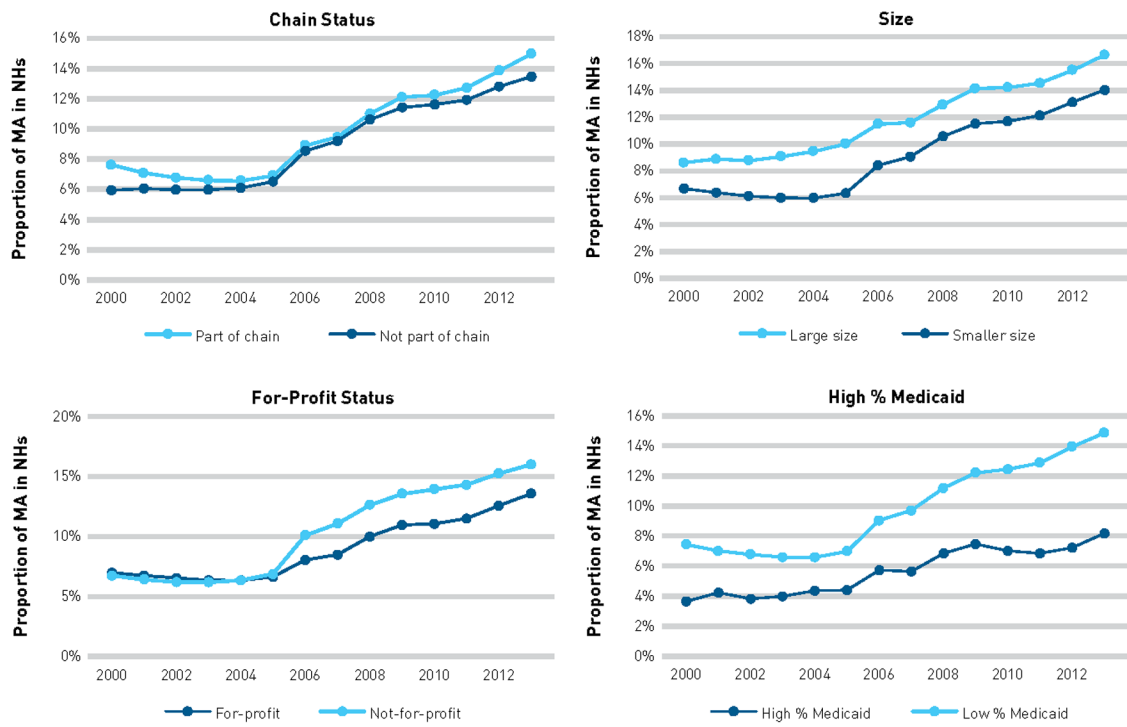 Chain Status
Proportion of MA in NHs
16%
14%
12%
10%
8%
6%
4%
2%
0%
2000 2002 2004 2006 2008 2010 2012
Part of chain Not part of chain
Size
Proportion of MA in NHs
18%
16%
14%
12%
10%
8%
6%
4%
2%
0%
2000 2002 2004 2006 2008 2010 2012
Large size Smaller size
For-Profit Status
Proportion of MA in NHs
20%
15%
10%
5%
0%
2000 2002 2004 2006 2008 2010 2012
For-profit Not-for-profit
High % Medicaid
Proportion of MA in NHs
16%
14%
12%
10%
8%
6%
4%
2%
0%
2000 2002 2004 2006 2008 2010 2012
High % Medicaid Low % Medicaid